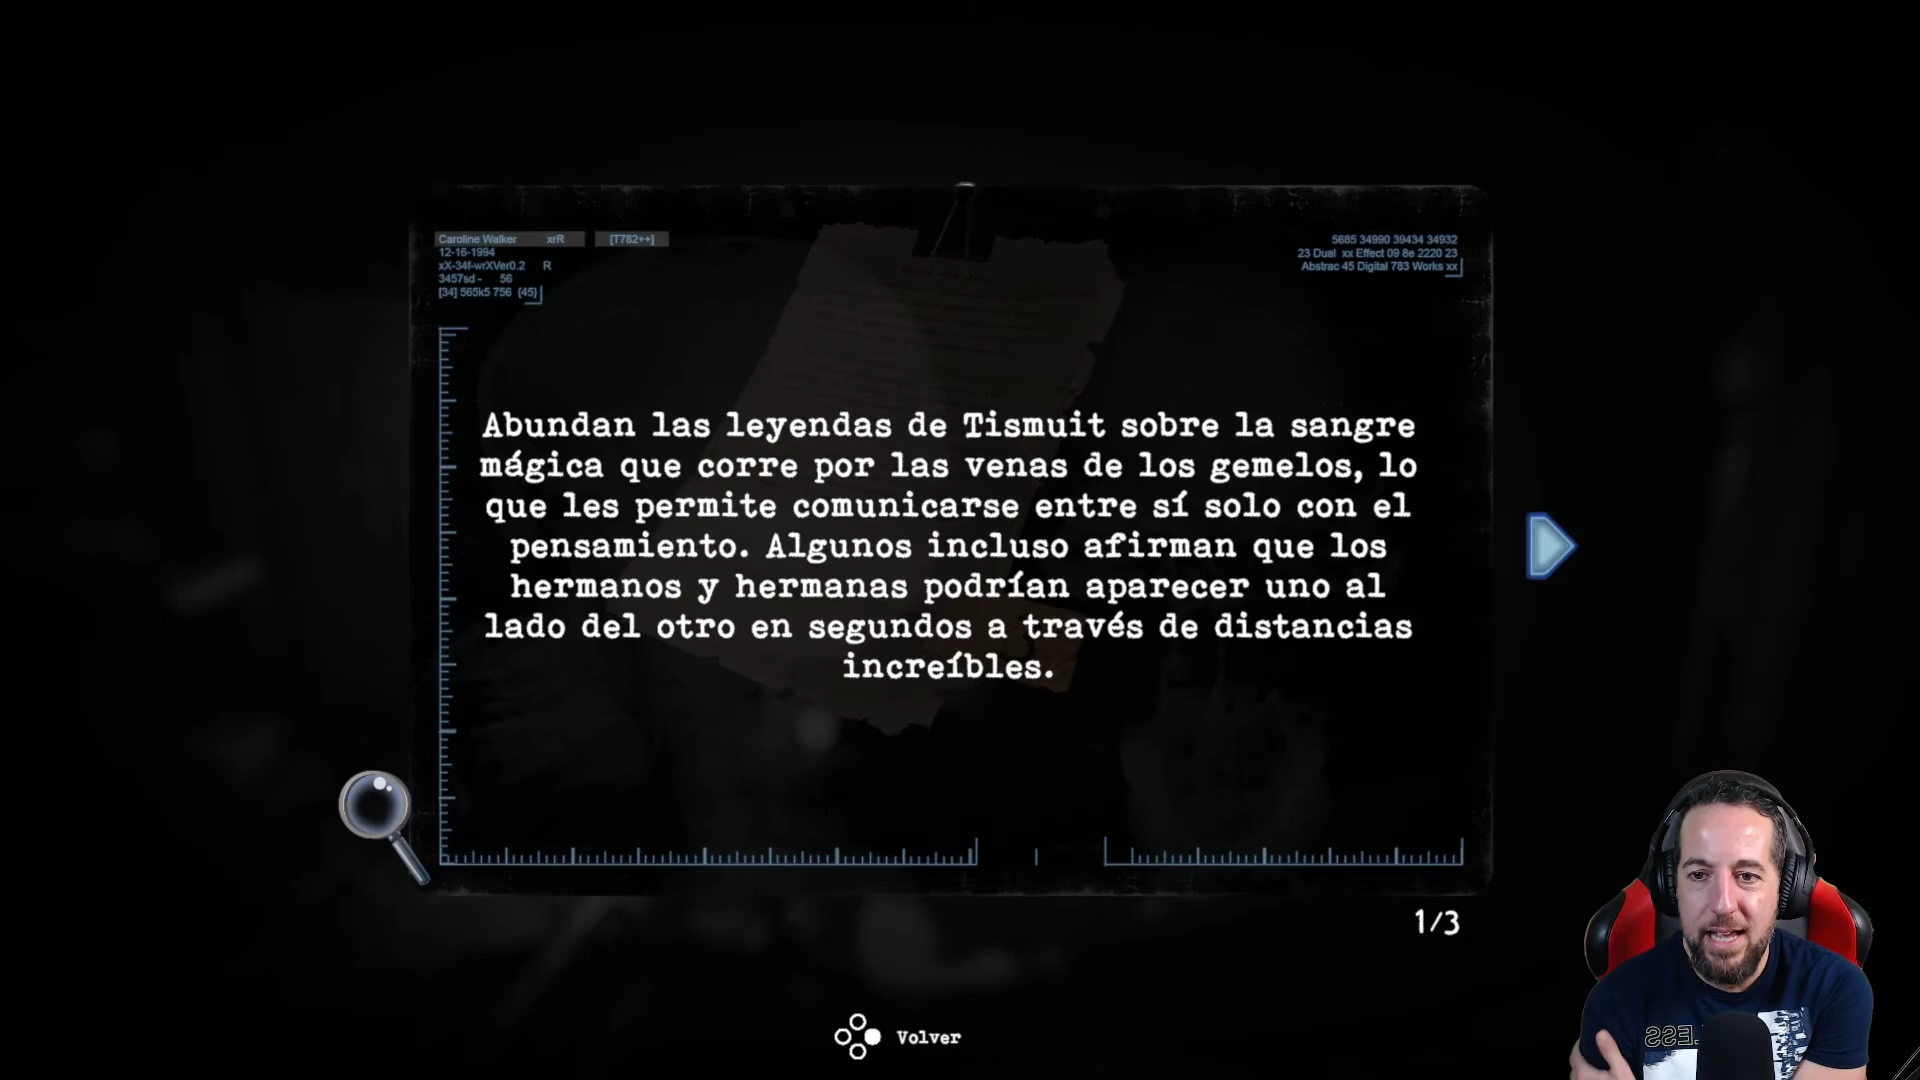 Caroline Walker xrR [T782++]
12-16-1994
xX-34f-wrXVer0.2 R
3457sd - 56
[34] 565k5 756 {45}
5685 34990 39434 34932
23 Dual xx Effect 09 8e 2220 23
Abstrac 45 Digital 783 Works xx
Abundan las leyendas de Tismuit sobre la sangre
mágica que corre por las venas de los gemelos, lo
que les permite comunicarse entre sí solo con el
pensamiento. Algunos incluso afirman que los
hermanos y hermanas podrían aparecer uno al
lado del otro en segundos a través de distancias
increíbles.
1/3
Volver